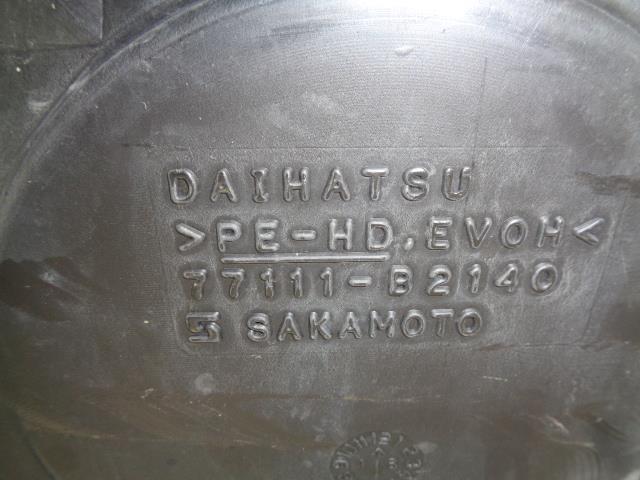 DAIHATSU
>PE-HD,EVOH<
77111-B2140
SAKAMOTO